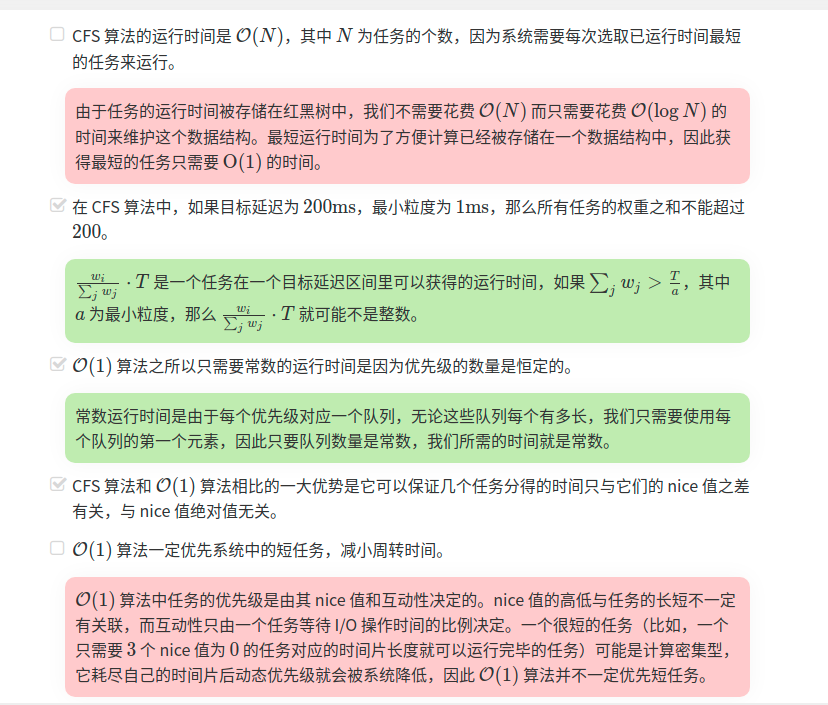 CFS 算法的运行时间是 𝒪(N)，其中 N 为任务的个数，因为系统需要每次选取已运行时间最短
的任务来运行。
由于任务的运行时间被存储在红黑树中，我们不需要花费 𝒪(N) 而只需要花费 𝒪(log N) 的
时间来维护这个数据结构。最短运行时间为了方便计算已经被存储在一个数据结构中，因此获
得最短的任务只需要 O(1) 的时间。
在 CFS 算法中，如果目标延迟为 200ms，最小粒度为 1ms，那么所有任务的权重之和不能超过
200。
$\frac{w_i}{\sum_j w_j} \cdot T$ 是一个任务在一个目标延迟区间里可以获得的运行时间，如果 $\sum_j w_j > \frac{T}{a}$，其中
a 为最小粒度，那么 $\frac{w_i}{\sum_j w_j} \cdot T$ 就可能不是整数。
𝒪(1) 算法之所以只需要常数的运行时间是因为优先级的数量是恒定的。
常数运行时间是由于每个优先级对应一个队列，无论这些队列每个有多长，我们只需要使用每
个队列的第一个元素，因此只要队列数量是常数，我们所需的时间就是常数。
CFS 算法和 𝒪(1) 算法相比的一大优势是它可以保证几个任务分得的时间只与它们的 nice 值之差
有关，与 nice 值绝对值无关。
𝒪(1) 算法一定优先系统中的短任务，减小周转时间。
𝒪(1) 算法中任务的优先级是由其 nice 值和互动性决定的。nice 值的高低与任务的长短不一定
有关联，而互动性只由一个任务等待 I/O 操作时间的比例决定。一个很短的任务（比如，一个
只需要 3 个 nice 值为 0 的任务对应的时间片长度就可以运行完毕的任务）可能是计算密集型，
它耗尽自己的时间片后动态优先级就会被系统降低，因此 𝒪(1) 算法并不一定优先短任务。